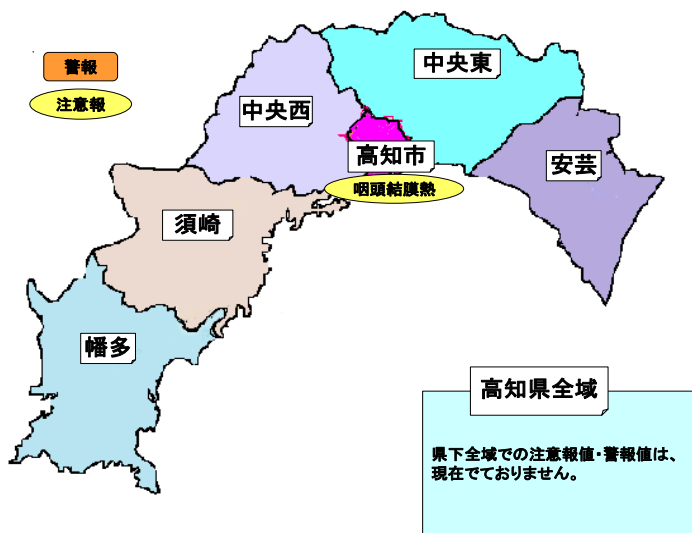 警報
注意報
中央東
中央西
高知市
安芸
咽頭結膜熱
須崎
幡多
高知県全域
県下全域での注意報値・警報値は、
現在でておりません。